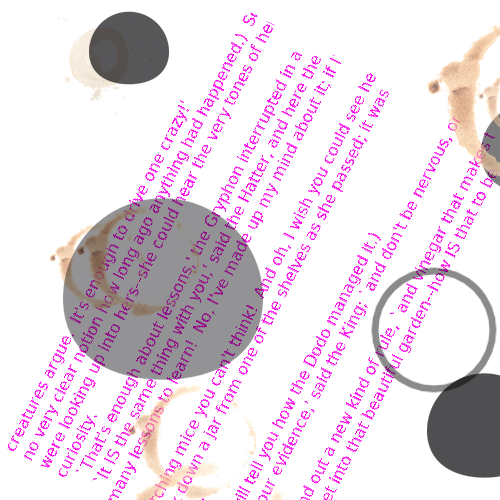 creatures argue. It's enough to drive one crazy!'
no very clear notion how long ago anything had happened.) So
were looking up into hers--she could hear the very tones of her
curiosity.
`That's enough about lessons,' the Gryphon interrupted in a
`It IS the same thing with you,' said the Hatter, and here the
many lessons to learn! No, I've made up my mind about it; if I
catching mice you can't think! And oh, I wish you could see he
down a jar from one of the shelves as she passed; it was
tell you how the Dodo managed it.)
your evidence,' said the King; `and don't be nervous, or
out a new kind of rule, `and vinegar that makes
get into that beautiful garden--how IS that to be